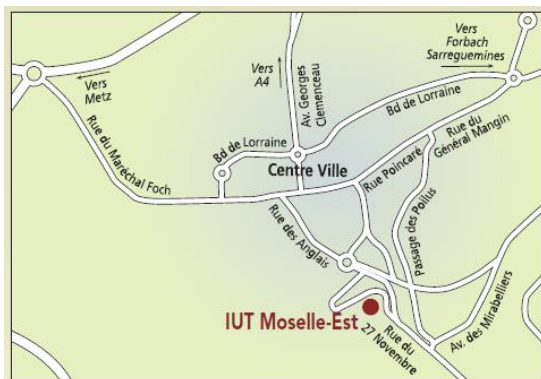 Vers
Forbach
Sarreguemines
Vers
A4
Av. Georges
Clemenceau
Vers
Metz
Bd de Lorraine
Rue du
Général Mangin
Bd de Lorraine
Rue du Maréchal Foch
Centre Ville
Rue Poincaré
Rue des Anglais
Passage des Poilus
Av. des Mirabelliers
IUT Moselle-Est
Rue du
27 Novembre